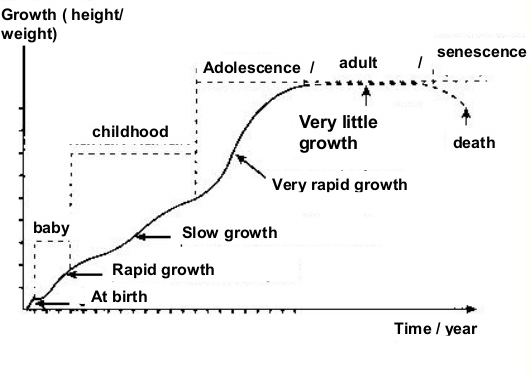 Growth ( height/
weight)
senescence
Adolescence / adult /
childhood
Very little
growth
death
Very rapid growth
baby
Slow growth
Rapid growth
At birth
Time / year